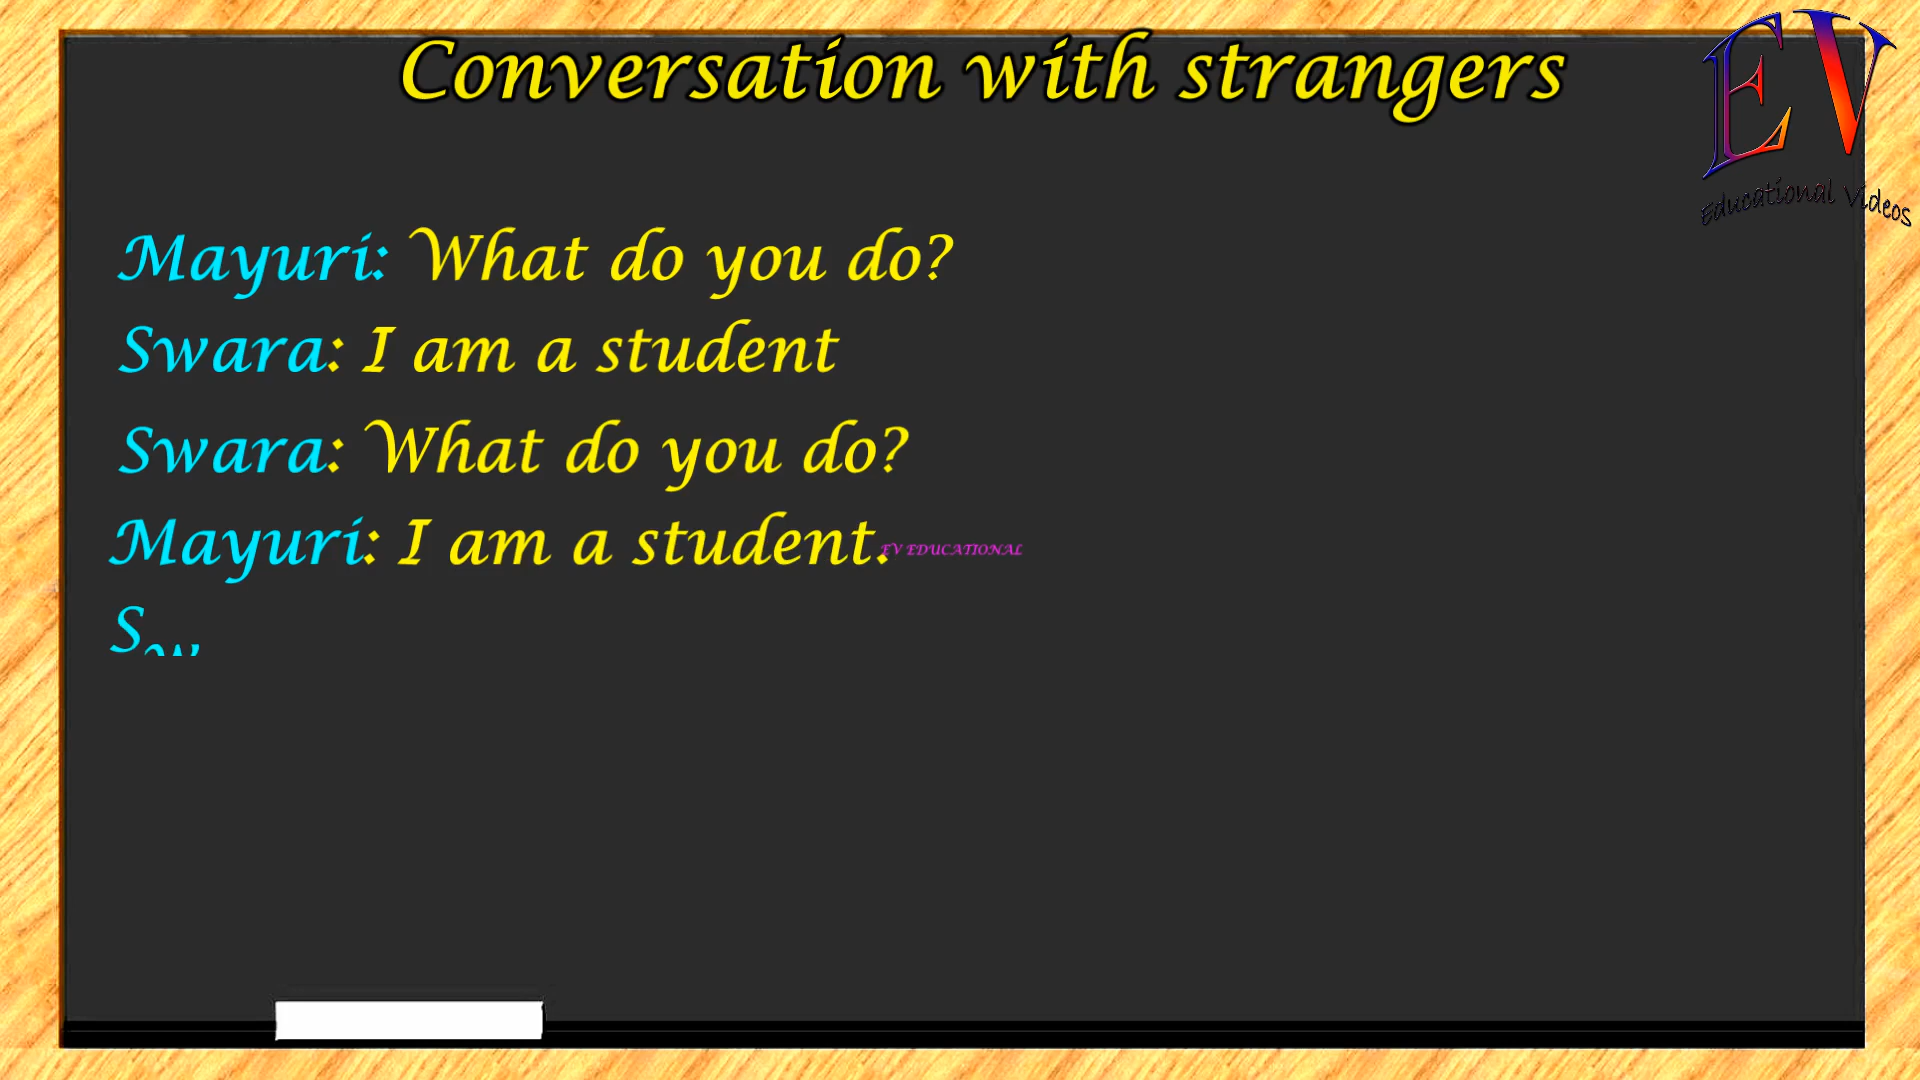 Conversation with strangers
EV
Educational Videos
Mayuri: What do you do?
Swara: I am a student
Swara: What do you do?
Mayuri: I am a student.
EV EDUCATIONAL